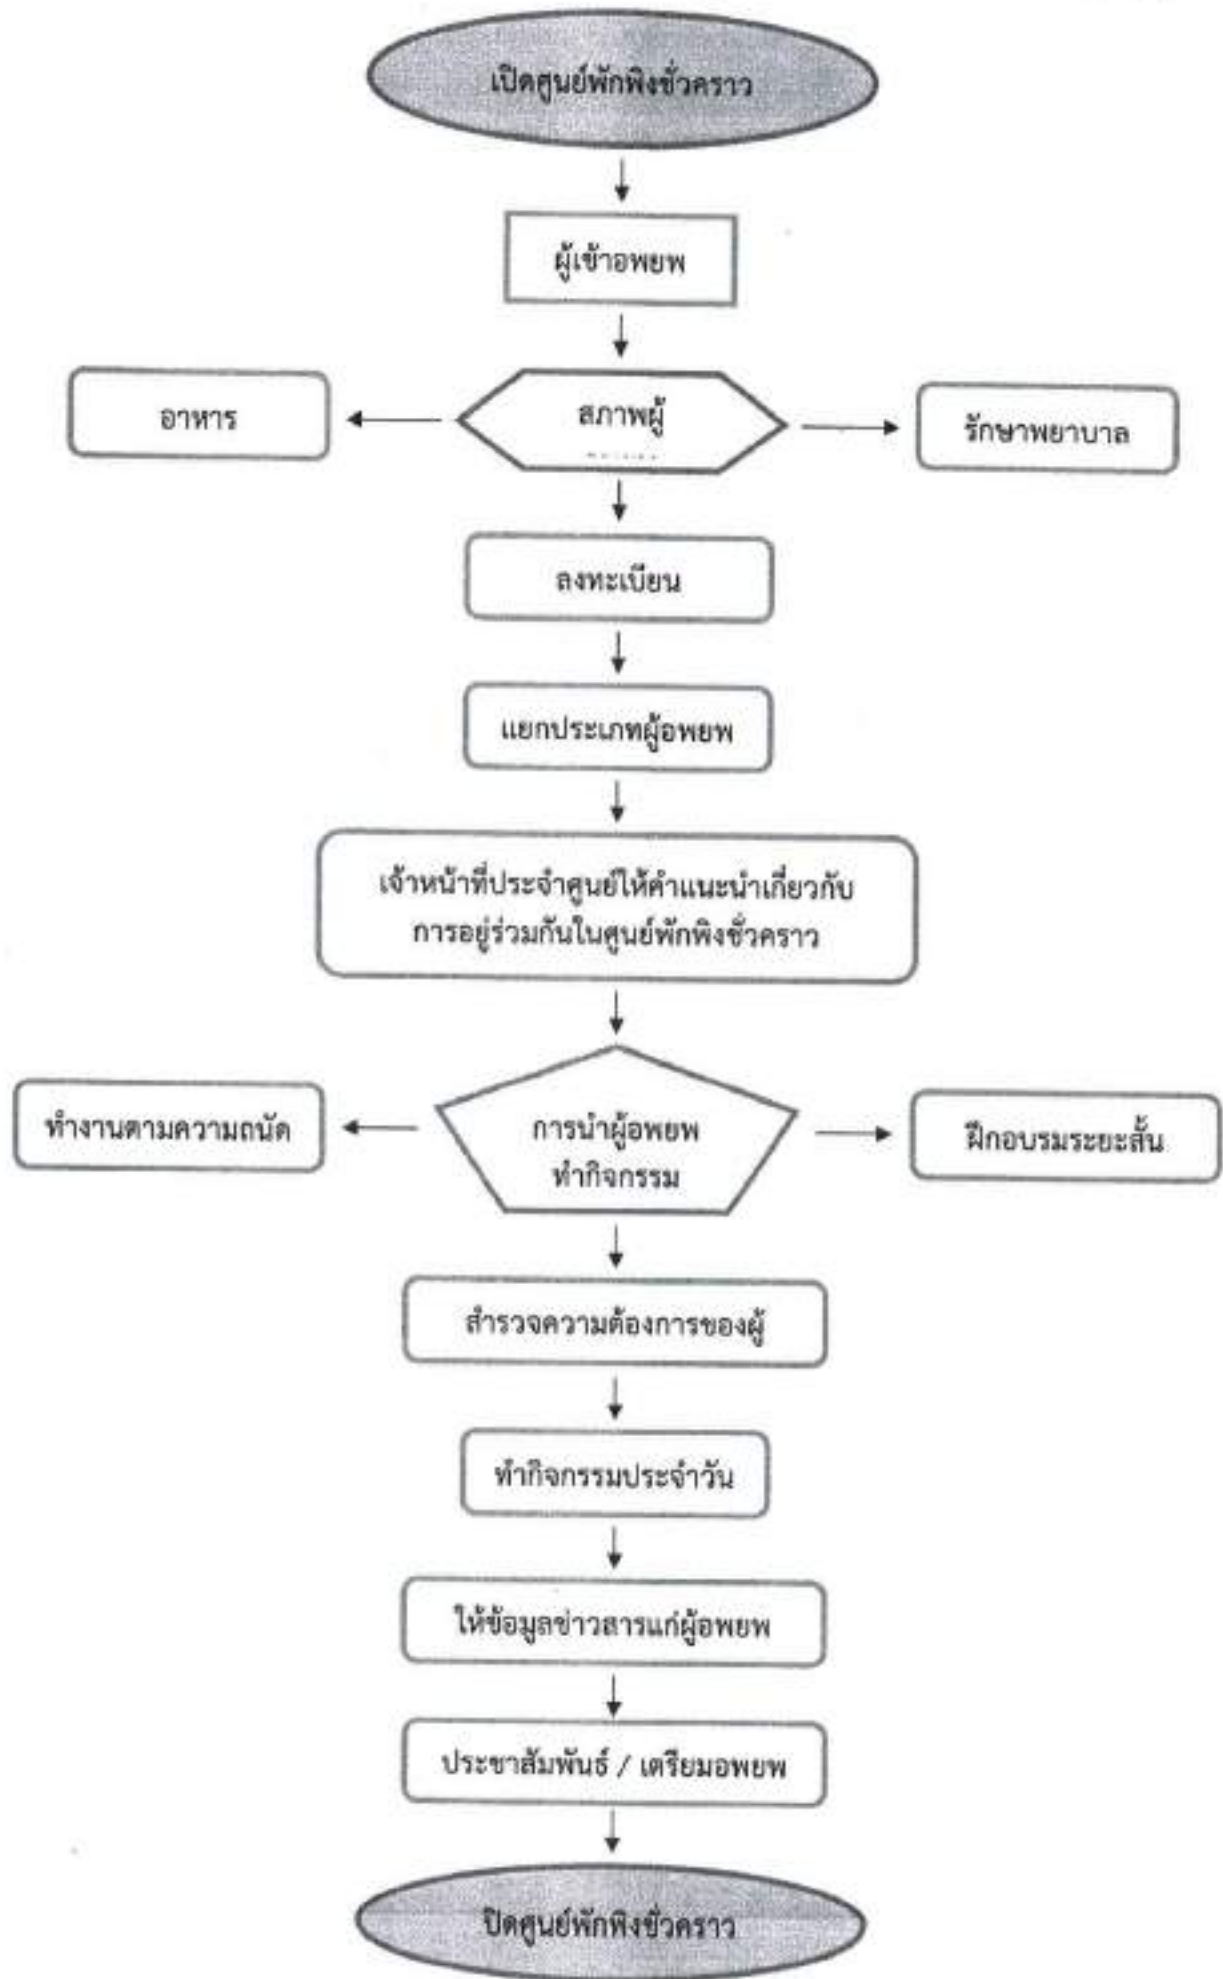 เปิดศูนย์พักพิงชั่วคราว
ผู้เข้าอพยพ
อาหาร
สภาพผู้
รักษาพยาบาล
ลงทะเบียน
แยกประเภทผู้อพยพ
เจ้าหน้าที่ประจำศูนย์ให้คำแนะนำเกี่ยวกับ
การอยู่ร่วมกันในศูนย์พักพิงชั่วคราว
ทำงานตามความถนัด
การนำผู้อพยพ
ทำกิจกรรม
ฝึกอบรมระยะสั้น
สำรวจความต้องการของผู้
ทำกิจกรรมประจำวัน
ให้ข้อมูลข่าวสารแก่ผู้อพยพ
ประชาสัมพันธ์ / เตรียมอพยพ
ปิดศูนย์พักพิงชั่วคราว